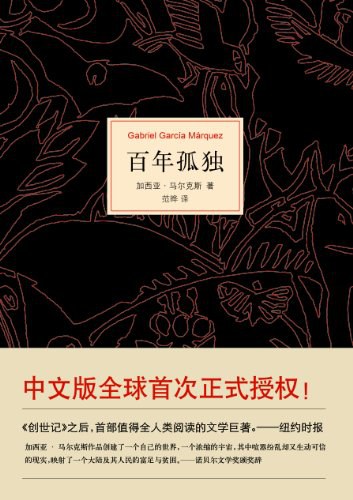 Gabriel García Márquez
百年孤独
加西亚·马尔克斯 著
范晔 译
中文版全球首次正式授权！
《创世记》之后，首部值得全人类阅读的文学巨著。——纽约时报
加西亚·马尔克斯作品创建了一个自己的世界，一个浓缩的宇宙，其中喧嚣纷乱却又生动可信
的现实，映射了一个大陆及其人民的富足与贫困。——诺贝尔文学奖颁奖辞